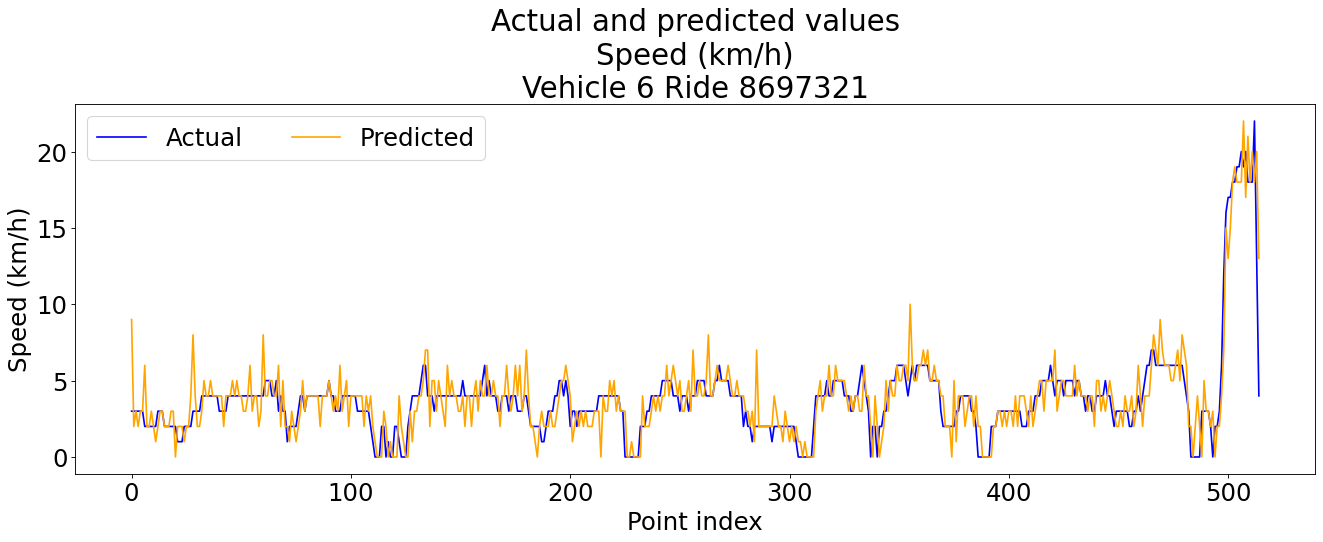 Actual and predicted values
Speed (km/h)
Vehicle 6 Ride 8697321
Actual Predicted
Speed (km/h)
20
15
10
5
0
0 100 200 300 400 500
Point index